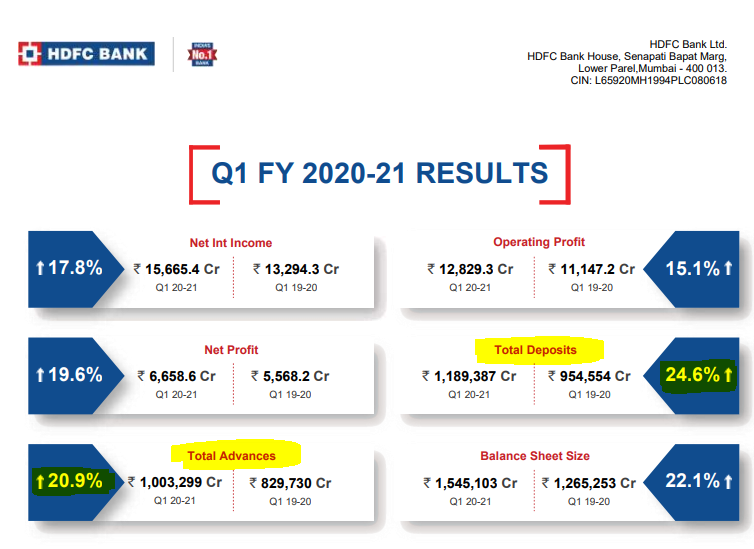 HDFC BANK
INDIA'S
No.1
BANK
HDFC Bank Ltd.
HDFC Bank House, Senapati Bapat Marg,
Lower Parel,Mumbai - 400 013.
CIN: L65920MH1994PLC080618
Q1 FY 2020-21 RESULTS
17.8%
Net Int Income
₹ 15,665.4 Cr ₹ 13,294.3 Cr
Q1 20-21 Q1 19-20
Operating Profit
₹ 12,829.3 Cr ₹ 11,147.2 Cr
Q1 20-21 Q1 19-20
15.1%
19.6%
Net Profit
₹ 6,658.6 Cr ₹ 5,568.2 Cr
Q1 20-21 Q1 19-20
Total Deposits
₹ 1,189,387 Cr ₹ 954,554 Cr
Q1 20-21 Q1 19-20
24.6%
20.9%
Total Advances
₹ 1,003,299 Cr ₹ 829,730 Cr
Q1 20-21 Q1 19-20
Balance Sheet Size
₹ 1,545,103 Cr ₹ 1,265,253 Cr
Q1 20-21 Q1 19-20
22.1%